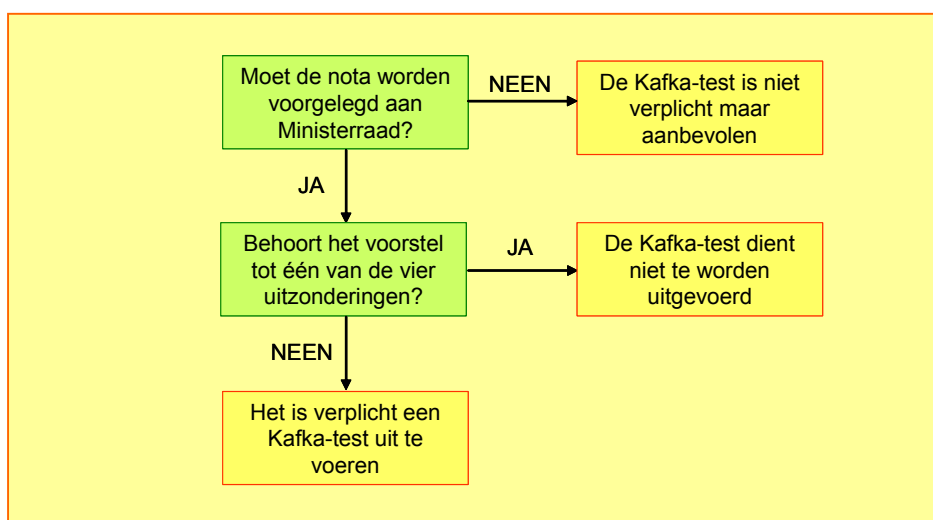 Moet de nota worden
voorgelegd aan
Ministerraad?
NEEN
De Kafka-test is niet
verplicht maar
aanbevolen
JA
Behoort het voorstel
tot één van de vier
uitzonderingen?
JA
De Kafka-test dient
niet te worden
uitgevoerd
NEEN
Het is verplicht een
Kafka-test uit te
voeren